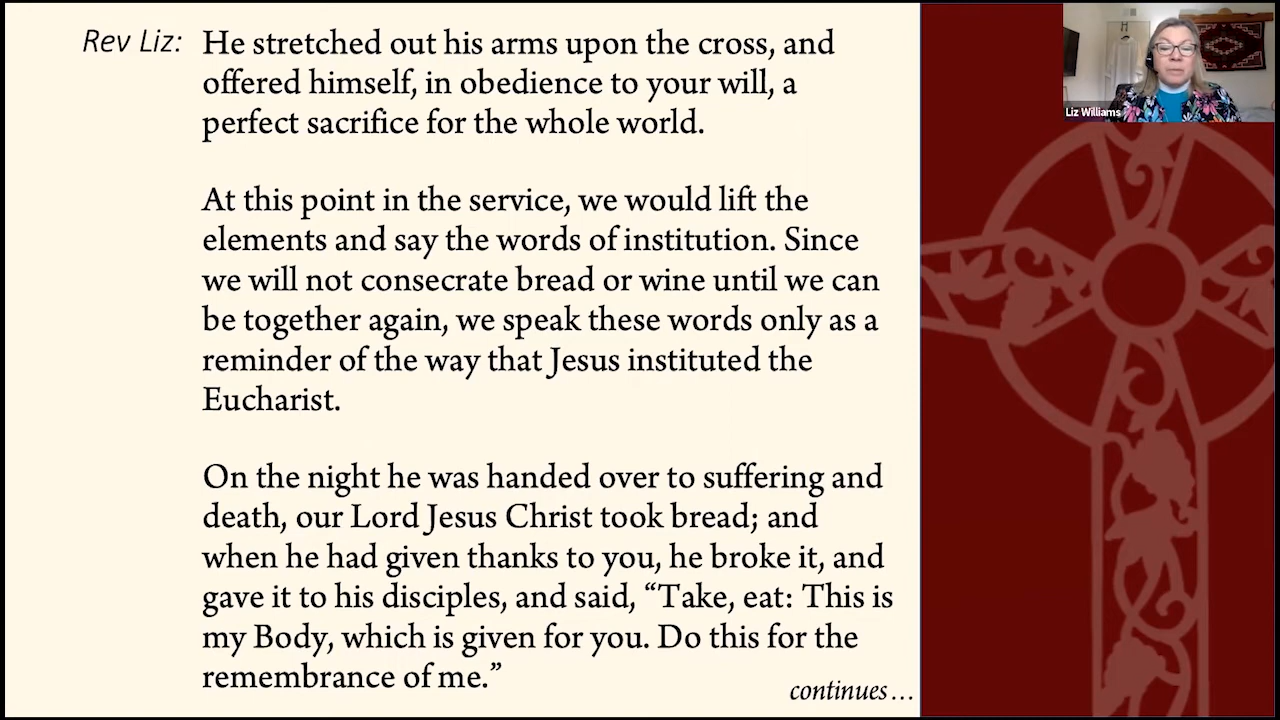 Rev Liz: He stretched out his arms upon the cross, and
offered himself, in obedience to your will, a
perfect sacrifice for the whole world.
At this point in the service, we would lift the
elements and say the words of institution. Since
we will not consecrate bread or wine until we can
be together again, we speak these words only as a
reminder of the way that Jesus instituted the
Eucharist.
On the night he was handed over to suffering and
death, our Lord Jesus Christ took bread; and
when he had given thanks to you, he broke it, and
gave it to his disciples, and said, “Take, eat: This is
my Body, which is given for you. Do this for the
remembrance of me.”
continues…
Liz Williams